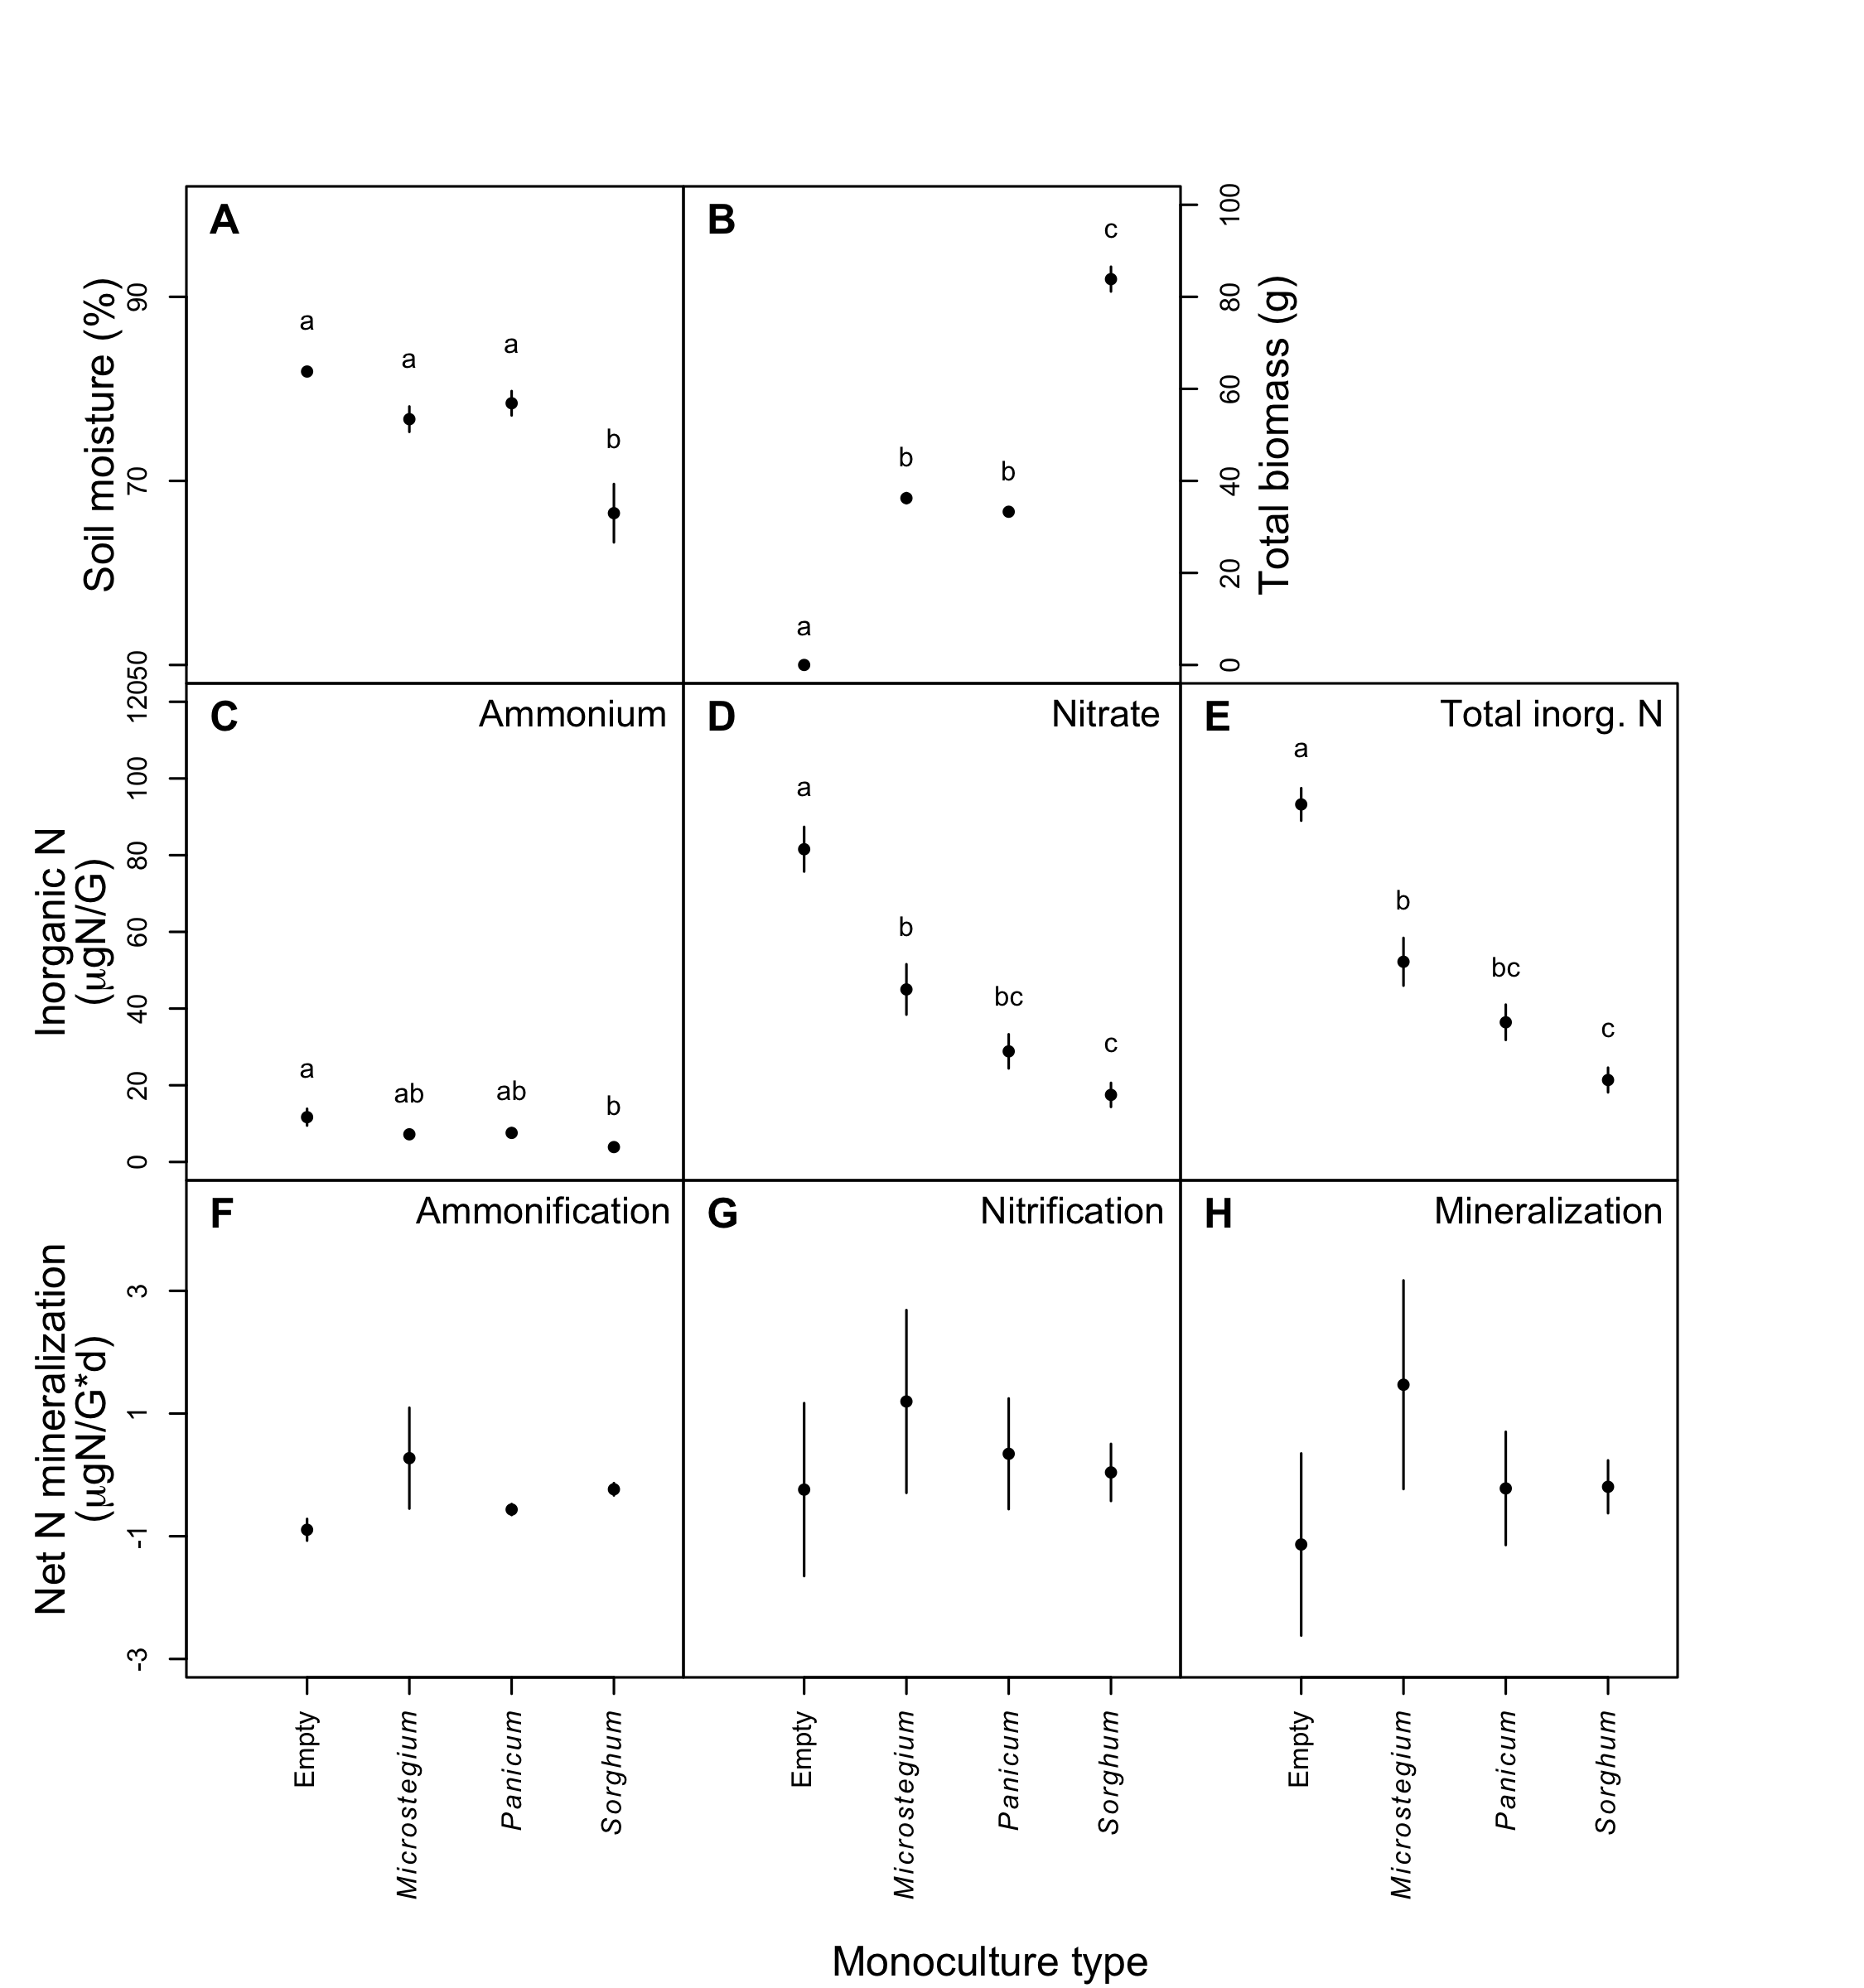 A
B
Soil moisture (%)
90
70
50
a
a
a
b
a
b
b
c
100
80
60
40
20
0
Total biomass (g)
C
Ammonium
D
Nitrate
E
Total inorg. N
Inorganic N
(µgN/G)
120
100
80
60
40
20
0
a
ab
ab
b
a
b
bc
c
a
b
bc
c
F
Ammonification
G
Nitrification
H
Mineralization
Net N mineralization
(µgN/G*d)
3
1
-1
-3
Empty
Microstegium
Panicum
Sorghum
Empty
Microstegium
Panicum
Sorghum
Empty
Microstegium
Panicum
Sorghum
Monoculture type